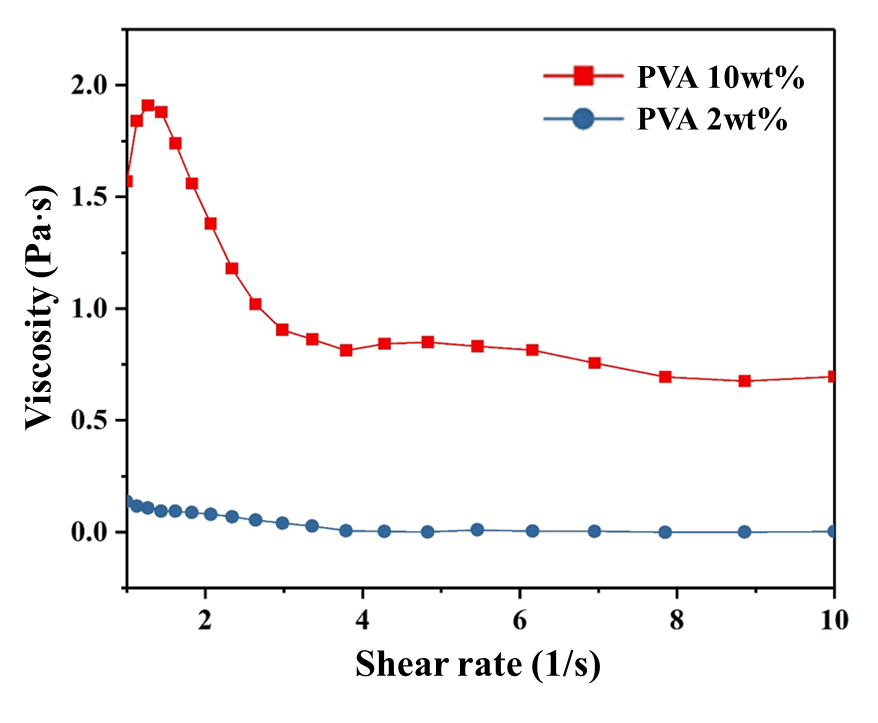 PVA 10wt%
PVA 2wt%
2.0
1.5
1.0
0.5
0.0
Viscosity (Pa·s)
2 4 6 8 10
Shear rate (1/s)